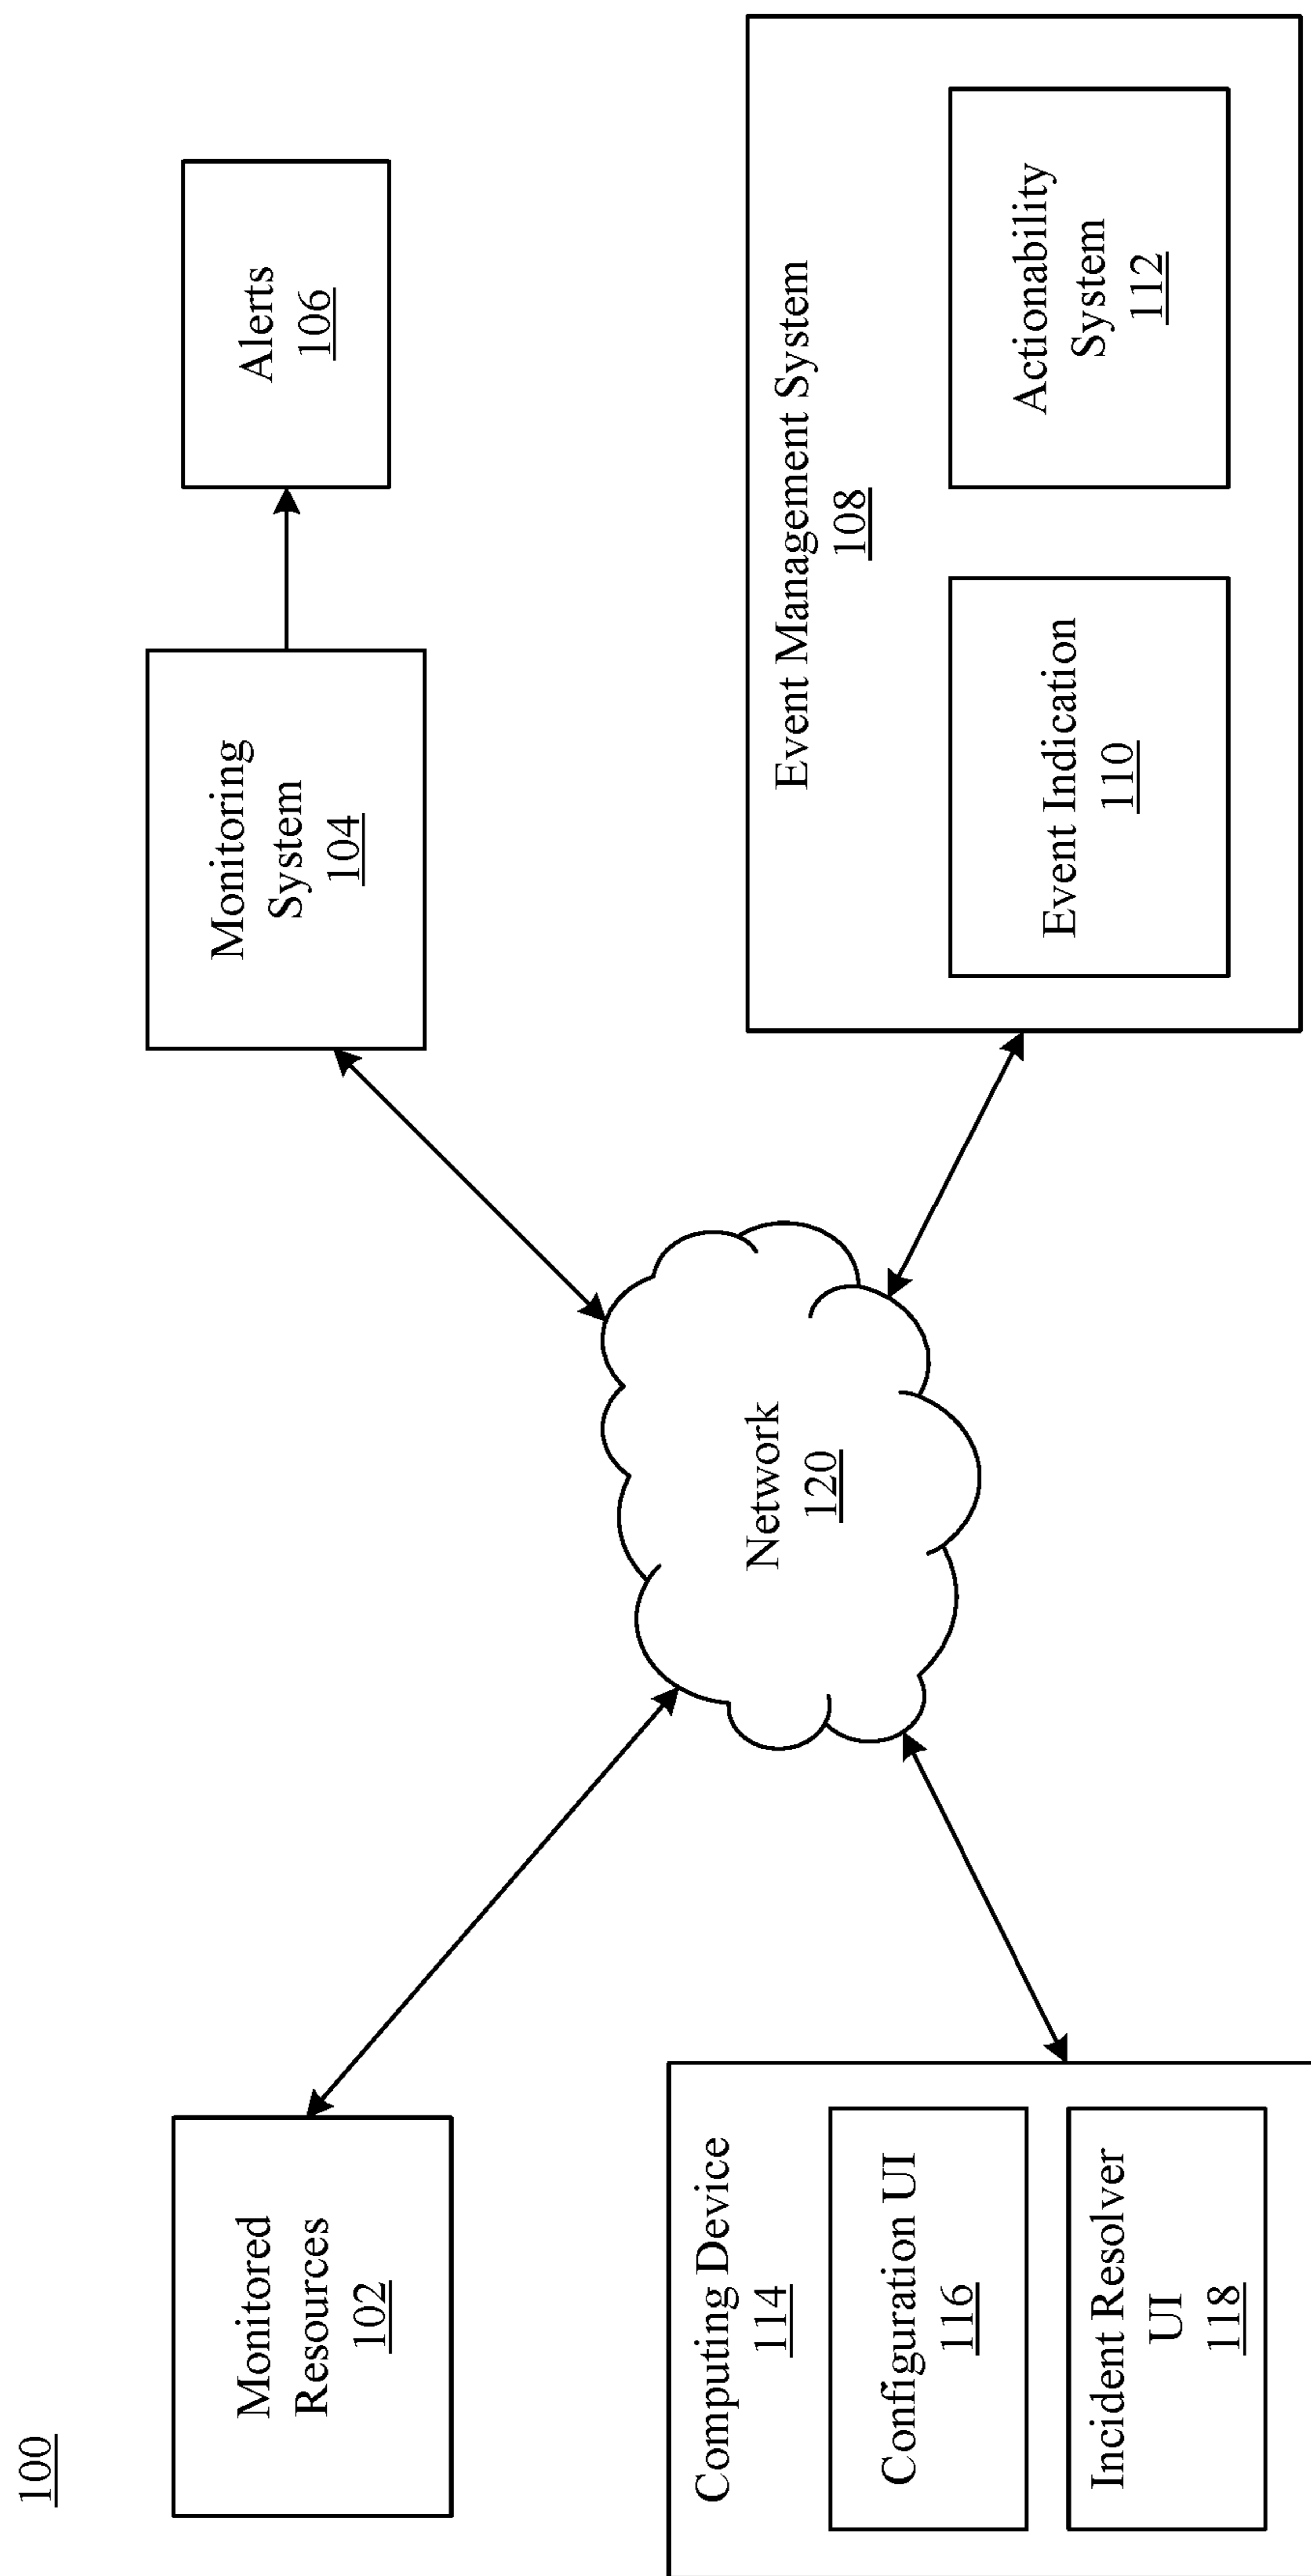 100
Monitored
Resources
102
Monitoring
System
104
Alerts
106
Network
120
Computing Device
114
Configuration UI
116
Incident Resolver
UI
118
Event Management System
108
Event Indication
110
Actionability
System
112